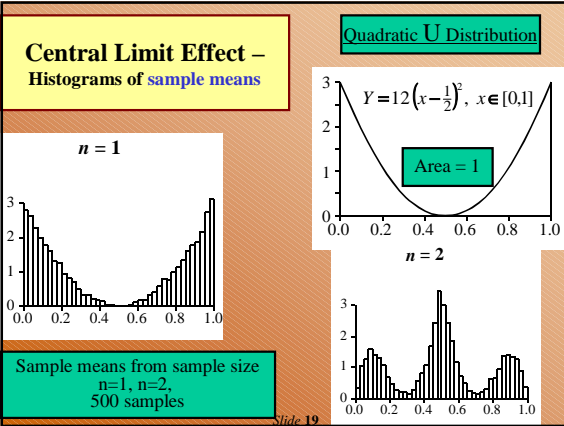 Central Limit Effect –
Histograms of sample means
Quadratic U Distribution
Y=12(x−½)², x∈[0,1]
Area = 1
3
2
1
0
0.0 0.2 0.4 0.6 0.8 1.0
n = 1
3
2
1
0
0.0 0.2 0.4 0.6 0.8 1.0
n = 2
3
2
1
0
0.0 0.2 0.4 0.6 0.8 1.0
Sample means from sample size
n=1, n=2,
500 samples
Slide 19